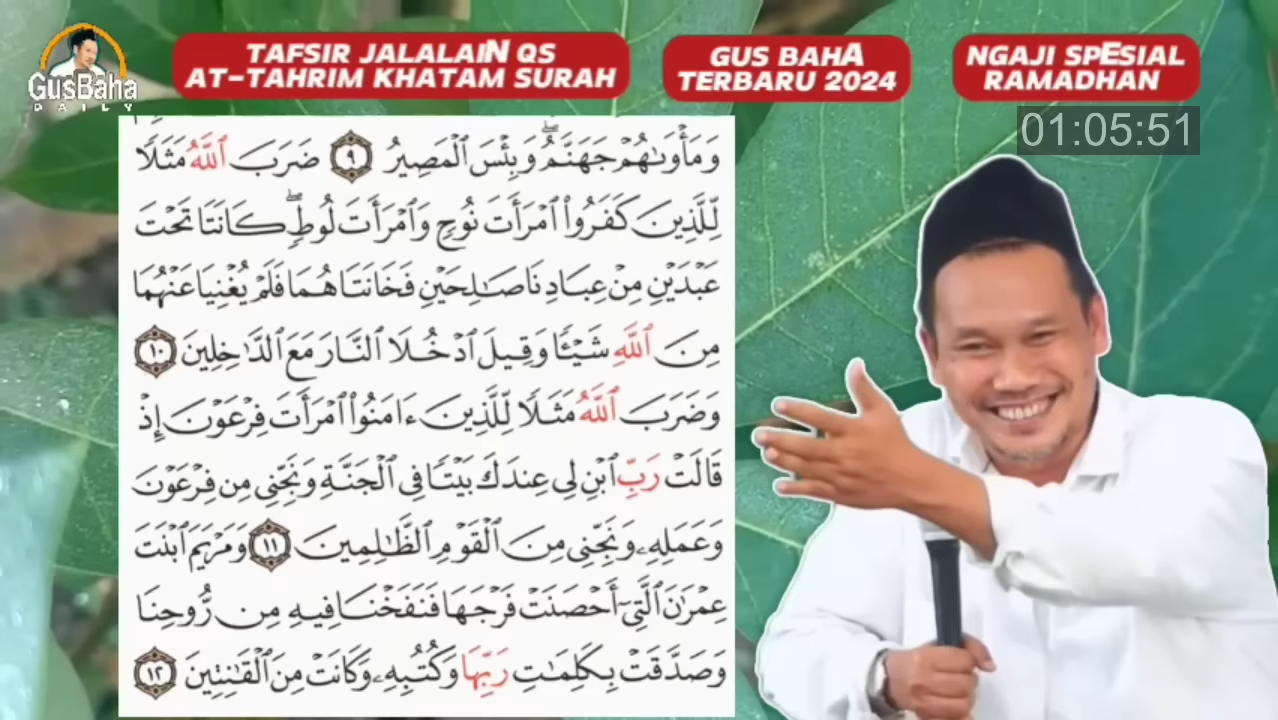 GusBaha
DAILY
TAFSIR JALALAIN QS
AT-TAHRIM KHATAM SURAH
GUS BAHA
TERBARU 2024
NGAJI SPESIAL
RAMADHAN
01:05:51
وَمَأْوَىٰهُمْ جَهَنَّمُ ۖ وَبِئْسَ ٱلْمَصِيرُ ٩ ضَرَبَ ٱللَّهُ مَثَلًا
لِّلَّذِينَ كَفَرُوا۟ ٱمْرَأَتَ نُوحٍ وَٱمْرَأَتَ لُوطٍ ۖ كَانَتَا تَحْتَ
عَبْدَيْنِ مِنْ عِبَادِنَا صَـٰلِحَيْنِ فَخَانَتَاهُمَا فَلَمْ يُغْنِيَا عَنْهُمَا
مِنَ ٱللَّهِ شَيْـًٔا وَقِيلَ ٱدْخُلَا ٱلنَّارَ مَعَ ٱلدَّٰخِلِينَ ١٠
وَضَرَبَ ٱللَّهُ مَثَلًا لِّلَّذِينَ ءَامَنُوا۟ ٱمْرَأَتَ فِرْعَوْنَ إِذْ
قَالَتْ رَبِّ ٱبْنِ لِى عِندَكَ بَيْتًا فِى ٱلْجَنَّةِ وَنَجِّنِى مِن فِرْعَوْنَ
وَعَمَلِهِۦ وَنَجِّنِى مِنَ ٱلْقَوْمِ ٱلظَّـٰلِمِينَ ١١ وَمَرْيَمَ ٱبْنَتَ
عِمْرَٰنَ ٱلَّتِىٓ أَحْصَنَتْ فَرْجَهَا فَنَفَخْنَا فِيهِ مِن رُّوحِنَا
وَصَدَّقَتْ بِكَلِمَـٰتِ رَبِّهَا وَكُتُبِهِۦ وَكَانَتْ مِنَ ٱلْقَـٰنِتِينَ ١٢